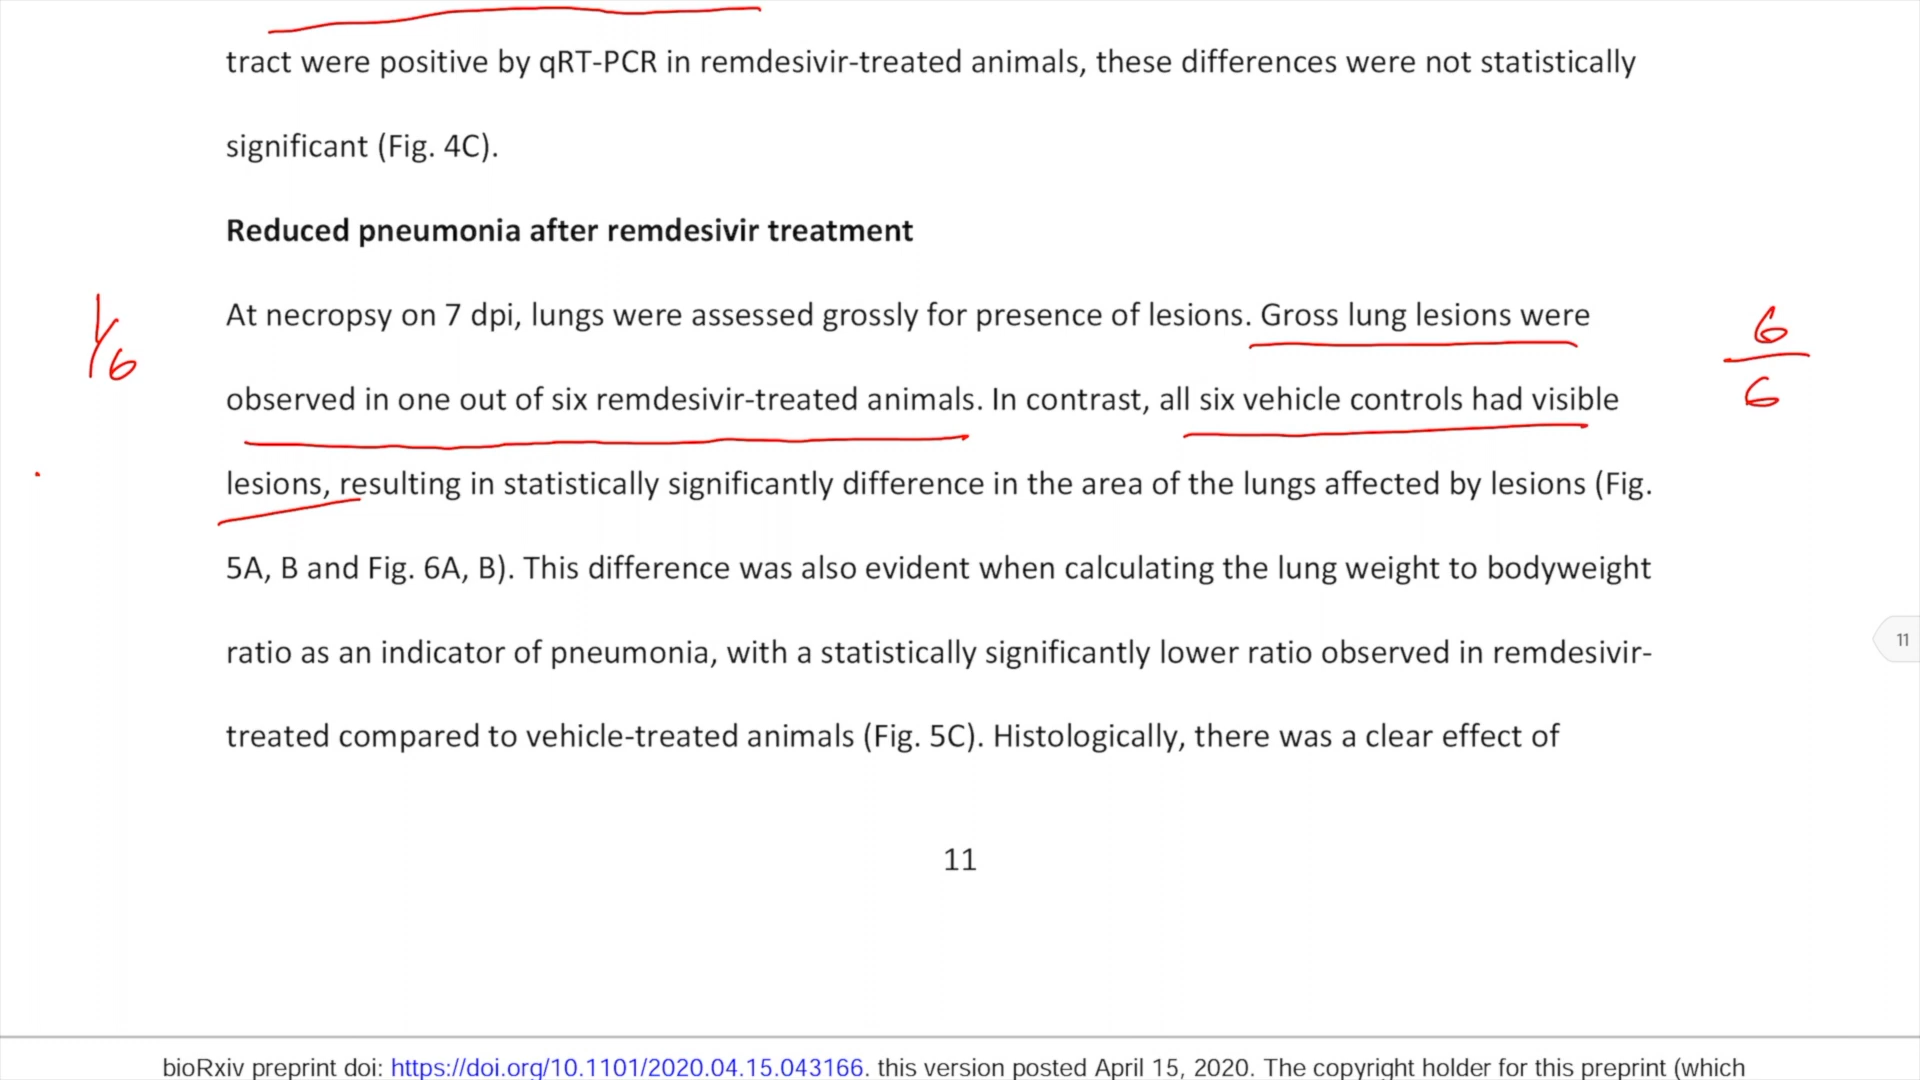 tract were positive by qRT-PCR in remdesivir-treated animals, these differences were not statistically
significant (Fig. 4C).
Reduced pneumonia after remdesivir treatment
At necropsy on 7 dpi, lungs were assessed grossly for presence of lesions. Gross lung lesions were
1/6
6
6
observed in one out of six remdesivir-treated animals. In contrast, all six vehicle controls had visible
lesions, resulting in statistically significantly difference in the area of the lungs affected by lesions (Fig.
5A, B and Fig. 6A, B). This difference was also evident when calculating the lung weight to bodyweight
ratio as an indicator of pneumonia, with a statistically significantly lower ratio observed in remdesivir-
11
treated compared to vehicle-treated animals (Fig. 5C). Histologically, there was a clear effect of
11
bioRxiv preprint doi: https://doi.org/10.1101/2020.04.15.043166. this version posted April 15, 2020. The copyright holder for this preprint (which